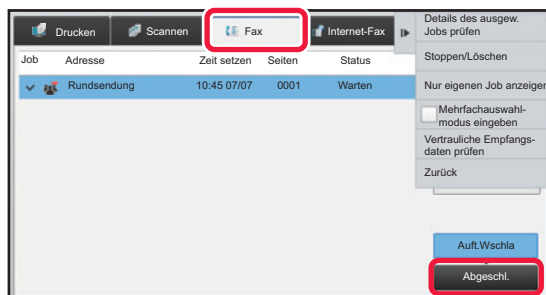 Drucken
Scannen
Fax
Internet-Fax
Job Adresse Zeit setzen Seiten Status
Rundsendung 10:45 07/07 0001 Warten
Details des ausgew.
Jobs prüfen
Stoppen/Löschen
Nur eigenen Job anzeigen
Mehrfachauswahl-
modus eingeben
Vertrauliche Empfangs-
daten prüfen
Zurück
Auft.Wschla
Abgeschl.